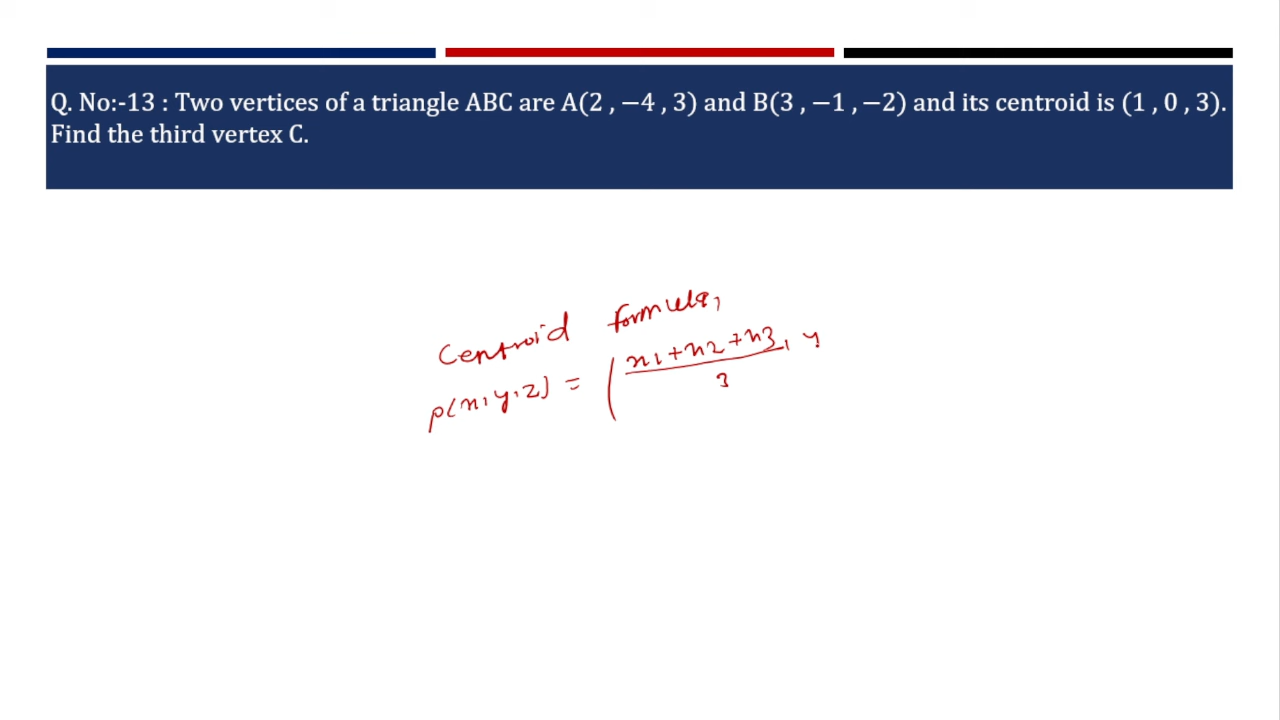 Q. No:-13 : Two vertices of a triangle ABC are A(2 , −4 , 3) and B(3 , −1 , −2) and its centroid is (1 , 0 , 3).
Find the third vertex C.
Centroid formula,
P(x, y, z) = (x1 + x2 + x3, y
3